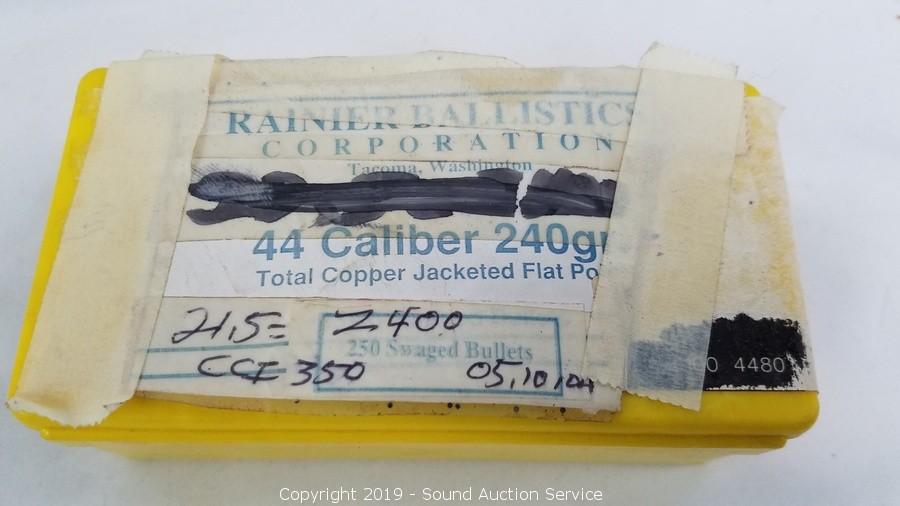 RAINIER BALLISTICS
CORPORATION
Tacoma, Washington
44 Caliber 240gr
Total Copper Jacketed Flat Po
21.5= 2400
250 Swaged Bullets
CCI 350 05,10,04
00 4480
Copyright 2019 - Sound Auction Service